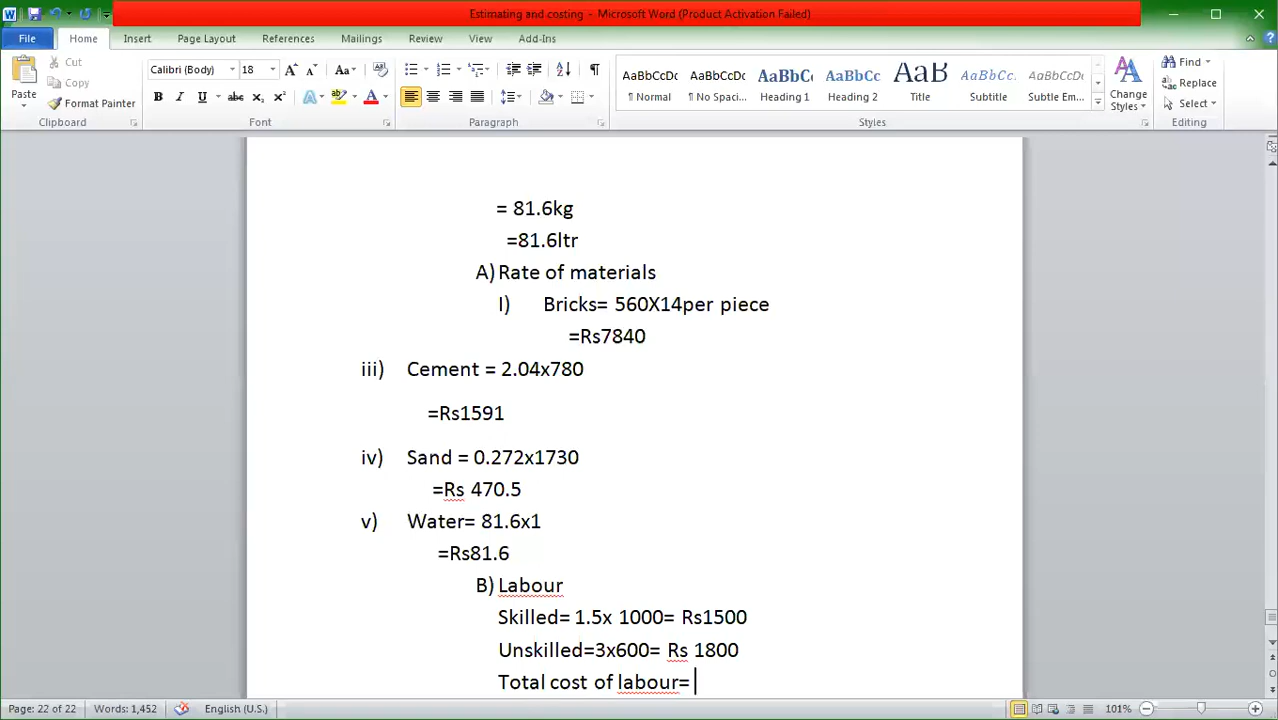 Estimating and costing - Microsoft Word (Product Activation Failed)
File Home Insert Page Layout References Mailings Review View Add-Ins
Paste Cut Copy Format Painter
Clipboard
Calibri (Body) 18
Font
Paragraph
AaBbCcDc AaBbCcDc AaBbCc AaBbCc AaB AaBbCcDc AaBbCcDc
¶ Normal ¶ No Spaci... Heading 1 Heading 2 Title Subtitle Subtle Em...
Change Styles
Styles
Find
Replace
Select
Editing
= 81.6kg
=81.6ltr
A) Rate of materials
I) Bricks= 560X14per piece
=Rs7840
iii) Cement = 2.04x780
=Rs1591
iv) Sand = 0.272x1730
=Rs 470.5
v) Water= 81.6x1
=Rs81.6
B) Labour
Skilled= 1.5x 1000= Rs1500
Unskilled=3x600= Rs 1800
Total cost of labour=
Page: 22 of 22 Words: 1,452 English (U.S.) 101%